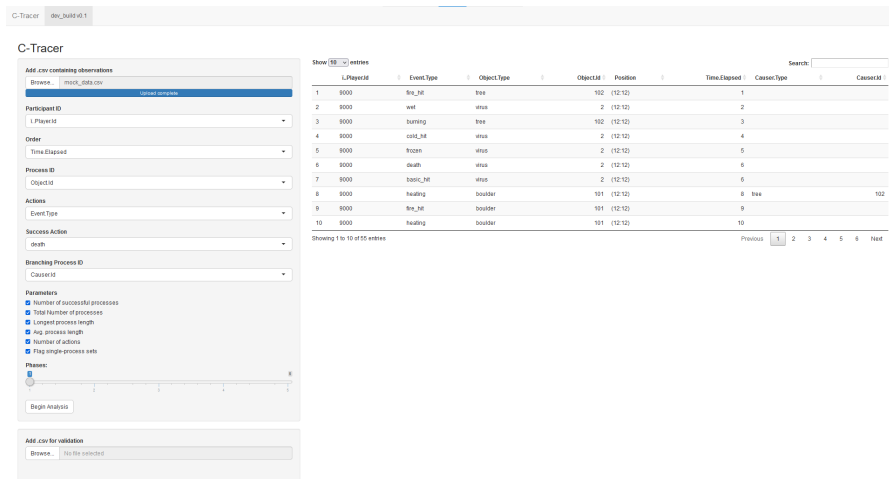 C-Tracer dev_build v0.1
C-Tracer
Add .csv containing observations
Browse... mock_data.csv
Upload complete
Participant ID
i..Player.Id
Order
Time.Elapsed
Process ID
Object.Id
Actions
Event.Type
Success Action
death
Branching Process ID
Causer.Id
Parameters
Number of successful processes
Total Number of processes
Longest process length
Avg. process length
Number of actions
Flag single-process sets
Phases:
1 2 3 4 5
Begin Analysis
Add .csv for validation
Browse... No file selected
Show 10 entries Search:
i..Player.Id Event.Type Object.Type Object.Id Position Time.Elapsed Causer.Type Causer.Id
1 9000 fire_hit tree 102 (12:12) 1
2 9000 wet virus 2 (12:12) 2
3 9000 burning tree 102 (12:12) 3
4 9000 cold_hit virus 2 (12:12) 4
5 9000 frozen virus 2 (12:12) 5
6 9000 death virus 2 (12:12) 6
7 9000 basic_hit virus 2 (12:12) 6
8 9000 heating boulder 101 (12:12) 8 tree 102
9 9000 fire_hit boulder 101 (12:12) 9
10 9000 heating boulder 101 (12:12) 10
Showing 1 to 10 of 55 entries Previous 1 2 3 4 5 6 Next